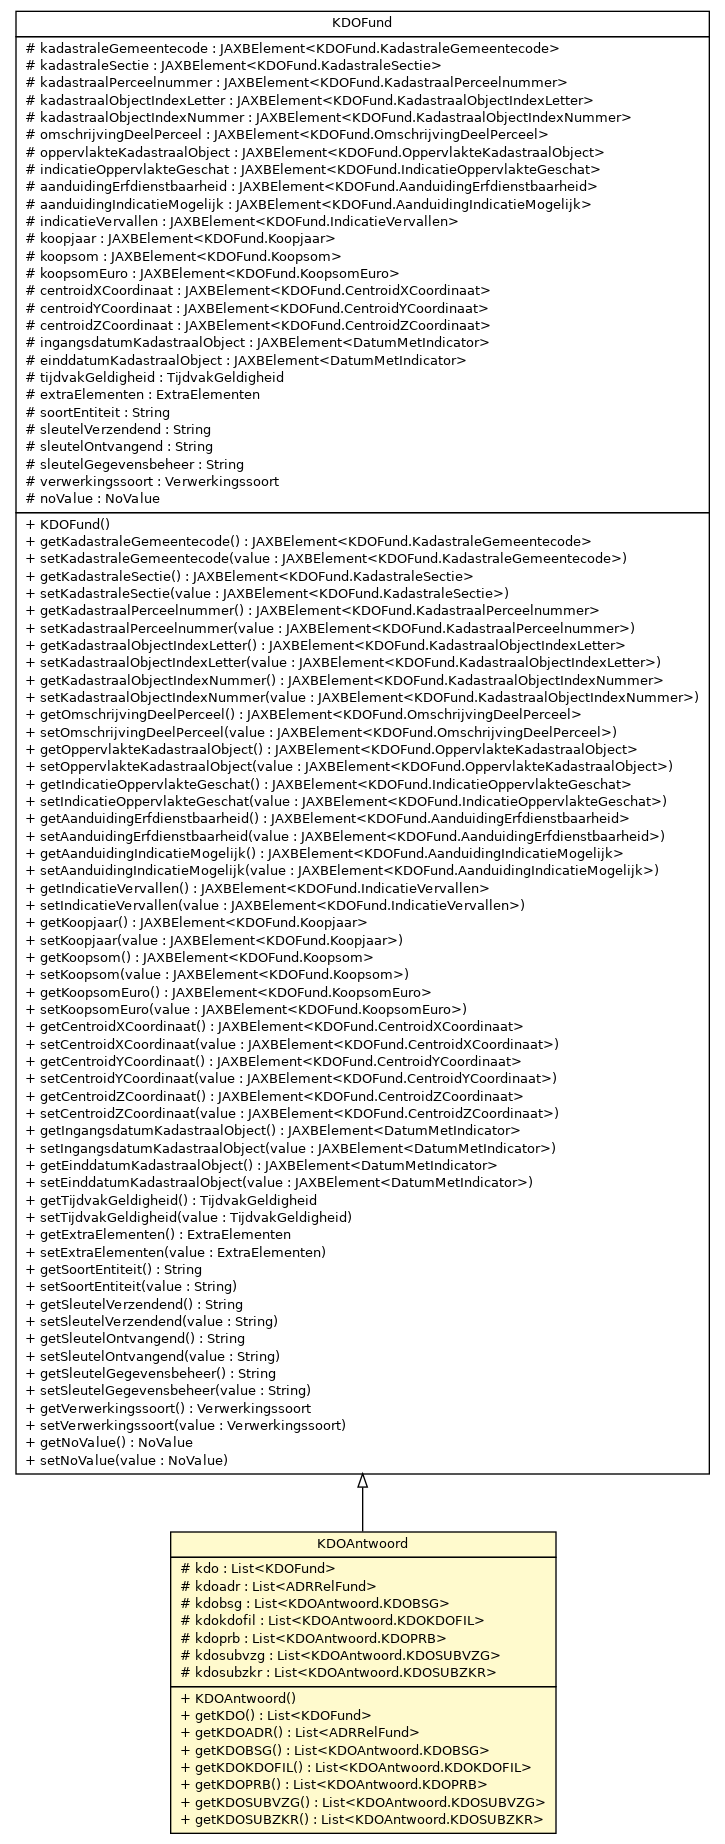 KDOFund
# kadastraleGemeentecode : JAXBElement<KDOFund.KadastraleGemeentecode>
# kadastraleSectie : JAXBElement<KDOFund.KadastraleSectie>
# kadastraalPerceelnummer : JAXBElement<KDOFund.KadastraalPerceelnummer>
# kadastraalObjectIndexLetter : JAXBElement<KDOFund.KadastraalObjectIndexLetter>
# kadastraalObjectIndexNummer : JAXBElement<KDOFund.KadastraalObjectIndexNummer>
# omschrijvingDeelPerceel : JAXBElement<KDOFund.OmschrijvingDeelPerceel>
# oppervlakteKadastraalObject : JAXBElement<KDOFund.OppervlakteKadastraalObject>
# indicatieOppervlakteGeschat : JAXBElement<KDOFund.IndicatieOppervlakteGeschat>
# aanduidingErfdienstbaarheid : JAXBElement<KDOFund.AanduidingErfdienstbaarheid>
# aanduidingIndicatieMogelijk : JAXBElement<KDOFund.AanduidingIndicatieMogelijk>
# indicatieVervallen : JAXBElement<KDOFund.IndicatieVervallen>
# koopjaar : JAXBElement<KDOFund.Koopjaar>
# koopsom : JAXBElement<KDOFund.Koopsom>
# koopsomEuro : JAXBElement<KDOFund.KoopsomEuro>
# centroidXCoordinaat : JAXBElement<KDOFund.CentroidXCoordinaat>
# centroidYCoordinaat : JAXBElement<KDOFund.CentroidYCoordinaat>
# centroidZCoordinaat : JAXBElement<KDOFund.CentroidZCoordinaat>
# ingangsdatumKadastraalObject : JAXBElement<DatumMetIndicator>
# einddatumKadastraalObject : JAXBElement<DatumMetIndicator>
# tijdvakGeldigheid : TijdvakGeldigheid
# extraElementen : ExtraElementen
# soortEntiteit : String
# sleutelVerzendend : String
# sleutelOntvangend : String
# sleutelGegevensbeheer : String
# verwerkingssoort : Verwerkingssoort
# noValue : NoValue
+ KDOFund()
+ getKadastraleGemeentecode() : JAXBElement<KDOFund.KadastraleGemeentecode>
+ setKadastraleGemeentecode(value : JAXBElement<KDOFund.KadastraleGemeentecode>)
+ getKadastraleSectie() : JAXBElement<KDOFund.KadastraleSectie>
+ setKadastraleSectie(value : JAXBElement<KDOFund.KadastraleSectie>)
+ getKadastraalPerceelnummer() : JAXBElement<KDOFund.KadastraalPerceelnummer>
+ setKadastraalPerceelnummer(value : JAXBElement<KDOFund.KadastraalPerceelnummer>)
+ getKadastraalObjectIndexLetter() : JAXBElement<KDOFund.KadastraalObjectIndexLetter>
+ setKadastraalObjectIndexLetter(value : JAXBElement<KDOFund.KadastraalObjectIndexLetter>)
+ getKadastraalObjectIndexNummer() : JAXBElement<KDOFund.KadastraalObjectIndexNummer>
+ setKadastraalObjectIndexNummer(value : JAXBElement<KDOFund.KadastraalObjectIndexNummer>)
+ getOmschrijvingDeelPerceel() : JAXBElement<KDOFund.OmschrijvingDeelPerceel>
+ setOmschrijvingDeelPerceel(value : JAXBElement<KDOFund.OmschrijvingDeelPerceel>)
+ getOppervlakteKadastraalObject() : JAXBElement<KDOFund.OppervlakteKadastraalObject>
+ setOppervlakteKadastraalObject(value : JAXBElement<KDOFund.OppervlakteKadastraalObject>)
+ getIndicatieOppervlakteGeschat() : JAXBElement<KDOFund.IndicatieOppervlakteGeschat>
+ setIndicatieOppervlakteGeschat(value : JAXBElement<KDOFund.IndicatieOppervlakteGeschat>)
+ getAanduidingErfdienstbaarheid() : JAXBElement<KDOFund.AanduidingErfdienstbaarheid>
+ setAanduidingErfdienstbaarheid(value : JAXBElement<KDOFund.AanduidingErfdienstbaarheid>)
+ getAanduidingIndicatieMogelijk() : JAXBElement<KDOFund.AanduidingIndicatieMogelijk>
+ setAanduidingIndicatieMogelijk(value : JAXBElement<KDOFund.AanduidingIndicatieMogelijk>)
+ getIndicatieVervallen() : JAXBElement<KDOFund.IndicatieVervallen>
+ setIndicatieVervallen(value : JAXBElement<KDOFund.IndicatieVervallen>)
+ getKoopjaar() : JAXBElement<KDOFund.Koopjaar>
+ setKoopjaar(value : JAXBElement<KDOFund.Koopjaar>)
+ getKoopsom() : JAXBElement<KDOFund.Koopsom>
+ setKoopsom(value : JAXBElement<KDOFund.Koopsom>)
+ getKoopsomEuro() : JAXBElement<KDOFund.KoopsomEuro>
+ setKoopsomEuro(value : JAXBElement<KDOFund.KoopsomEuro>)
+ getCentroidXCoordinaat() : JAXBElement<KDOFund.CentroidXCoordinaat>
+ setCentroidXCoordinaat(value : JAXBElement<KDOFund.CentroidXCoordinaat>)
+ getCentroidYCoordinaat() : JAXBElement<KDOFund.CentroidYCoordinaat>
+ setCentroidYCoordinaat(value : JAXBElement<KDOFund.CentroidYCoordinaat>)
+ getCentroidZCoordinaat() : JAXBElement<KDOFund.CentroidZCoordinaat>
+ setCentroidZCoordinaat(value : JAXBElement<KDOFund.CentroidZCoordinaat>)
+ getIngangsdatumKadastraalObject() : JAXBElement<DatumMetIndicator>
+ setIngangsdatumKadastraalObject(value : JAXBElement<DatumMetIndicator>)
+ getEinddatumKadastraalObject() : JAXBElement<DatumMetIndicator>
+ setEinddatumKadastraalObject(value : JAXBElement<DatumMetIndicator>)
+ getTijdvakGeldigheid() : TijdvakGeldigheid
+ setTijdvakGeldigheid(value : TijdvakGeldigheid)
+ getExtraElementen() : ExtraElementen
+ setExtraElementen(value : ExtraElementen)
+ getSoortEntiteit() : String
+ setSoortEntiteit(value : String)
+ getSleutelVerzendend() : String
+ setSleutelVerzendend(value : String)
+ getSleutelOntvangend() : String
+ setSleutelOntvangend(value : String)
+ getSleutelGegevensbeheer() : String
+ setSleutelGegevensbeheer(value : String)
+ getVerwerkingssoort() : Verwerkingssoort
+ setVerwerkingssoort(value : Verwerkingssoort)
+ getNoValue() : NoValue
+ setNoValue(value : NoValue)
KDOAntwoord
# kdo : List<KDOFund>
# kdoadr : List<ADRRelFund>
# kdobsg : List<KDOAntwoord.KDOBSG>
# kdokdofil : List<KDOAntwoord.KDOKDOFIL>
# kdoprb : List<KDOAntwoord.KDOPRB>
# kdosubvzg : List<KDOAntwoord.KDOSUBVZG>
# kdosubzkr : List<KDOAntwoord.KDOSUBZKR>
+ KDOAntwoord()
+ getKDO() : List<KDOFund>
+ getKDOADR() : List<ADRRelFund>
+ getKDOBSG() : List<KDOAntwoord.KDOBSG>
+ getKDOKDOFIL() : List<KDOAntwoord.KDOKDOFIL>
+ getKDOPRB() : List<KDOAntwoord.KDOPRB>
+ getKDOSUBVZG() : List<KDOAntwoord.KDOSUBVZG>
+ getKDOSUBZKR() : List<KDOAntwoord.KDOSUBZKR>